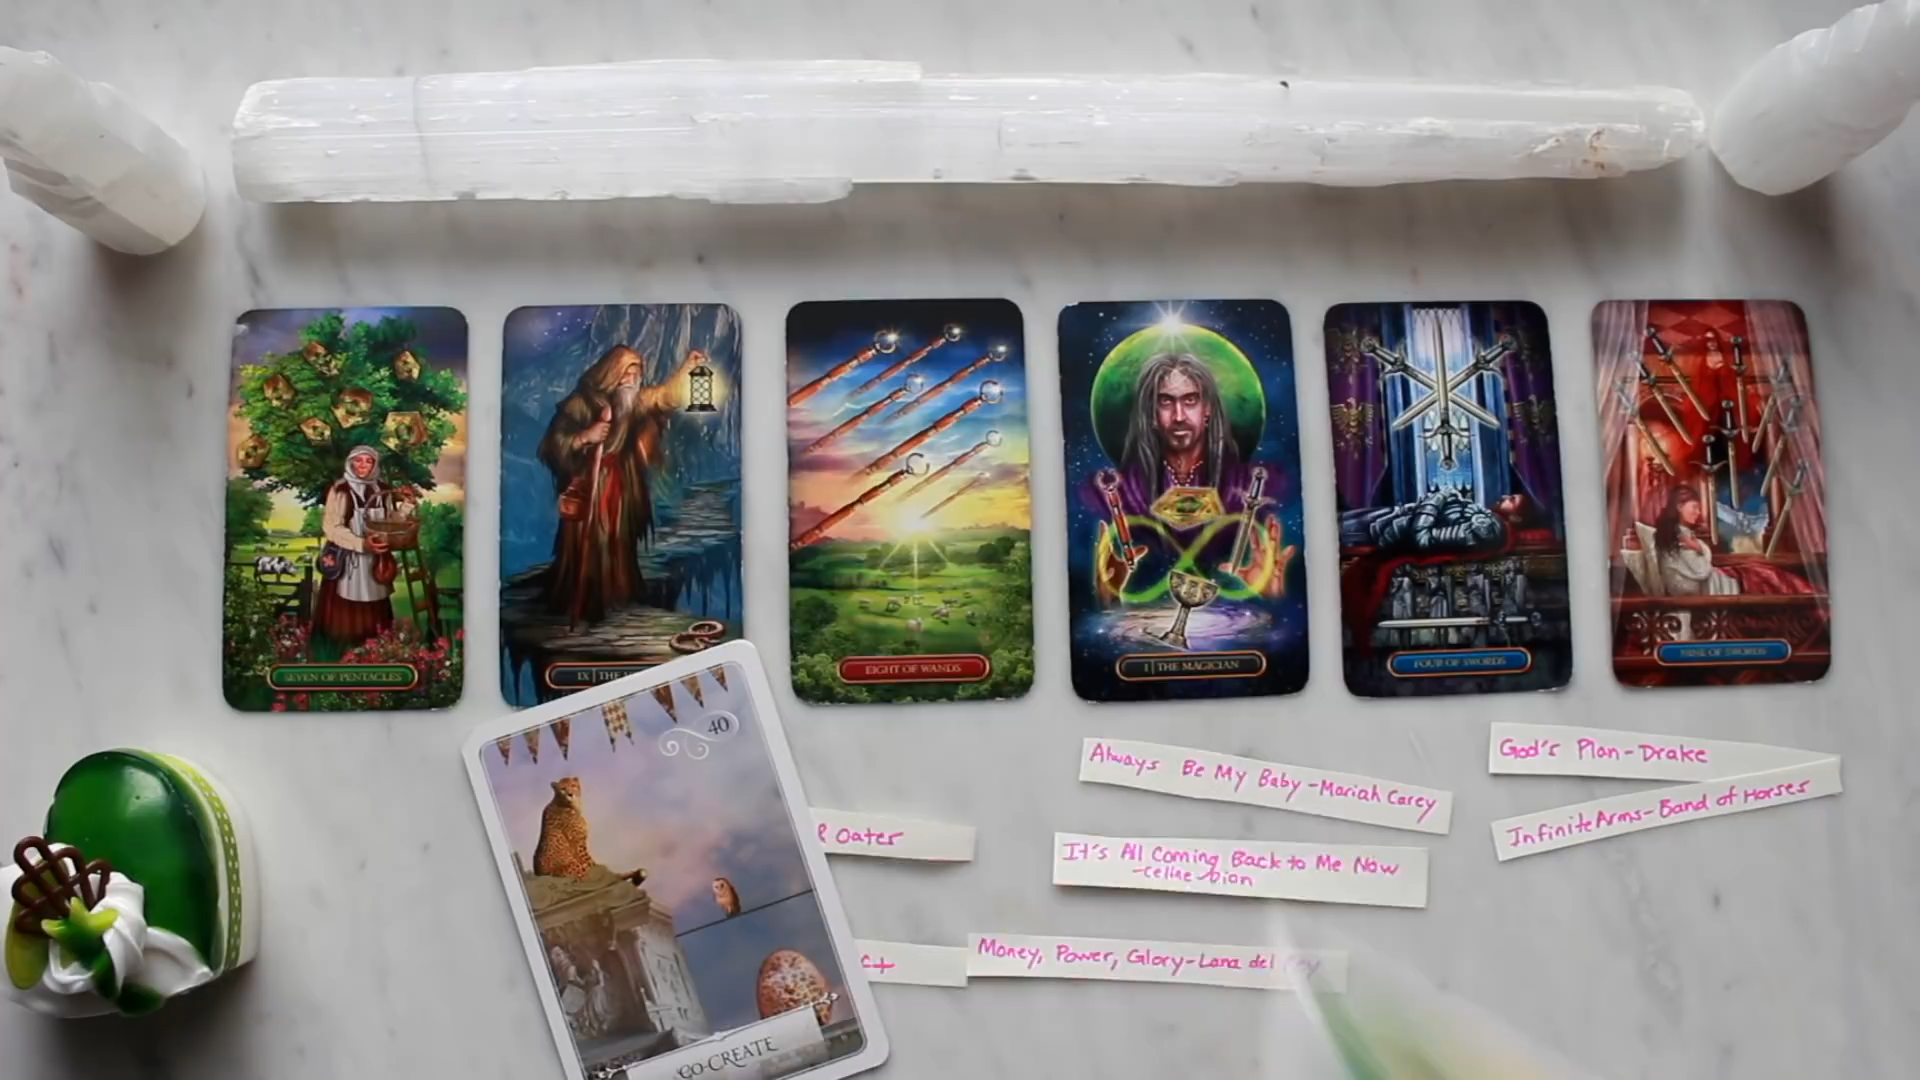 SEVEN OF PENTACLES
IX | THE
EIGHT OF WANDS
I | THE MAGICIAN
FOUR OF SWORDS
NINE OF SWORDS
40
CO-CREATE
Oater
Always Be My Baby-Mariah Carey
It's All Coming Back to Me Now
-Celine Dion
God's Plan-Drake
Infinite Arms-Band of Horses
ct
Money, Power, Glory-Lana del